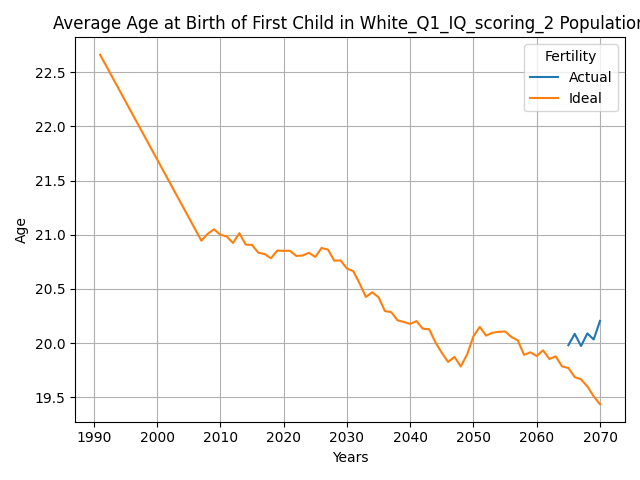 Average Age at Birth of First Child in White_Q1_IQ_scoring_2 Population
Fertility
Actual
Ideal
22.5
22.0
21.5
21.0
20.5
20.0
19.5
Age
1990 2000 2010 2020 2030 2040 2050 2060 2070
Years